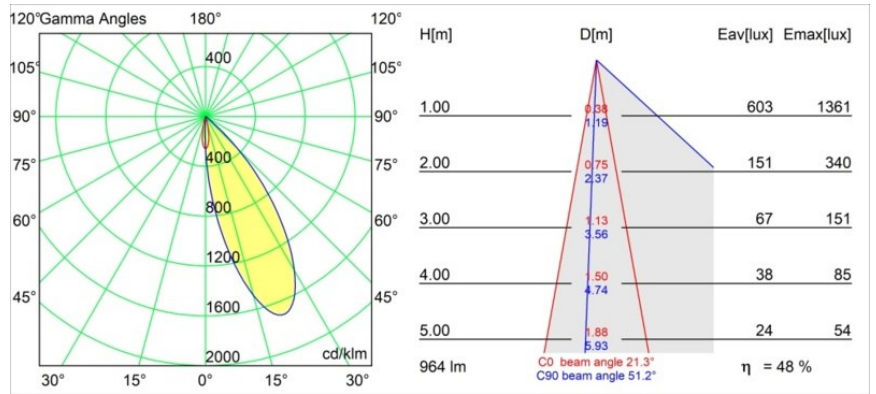 120° Gamma Angles 180° 120°
400
105° 105°
90° 90°
400
75° 75°
800
60° 60°
1200
45° 1600 45°
2000 cd/klm
30° 15° 0° 15° 30°
H[m] D[m] Eav[lux] Emax[lux]
1.00 0.38 603 1361
1.19
2.00 0.75 151 340
2.37
3.00 1.13 67 151
3.56
4.00 1.50 38 85
4.74
5.00 1.88 24 54
5.93
964 lm C0 beam angle 21.3° η = 48 %
C90 beam angle 51.2°